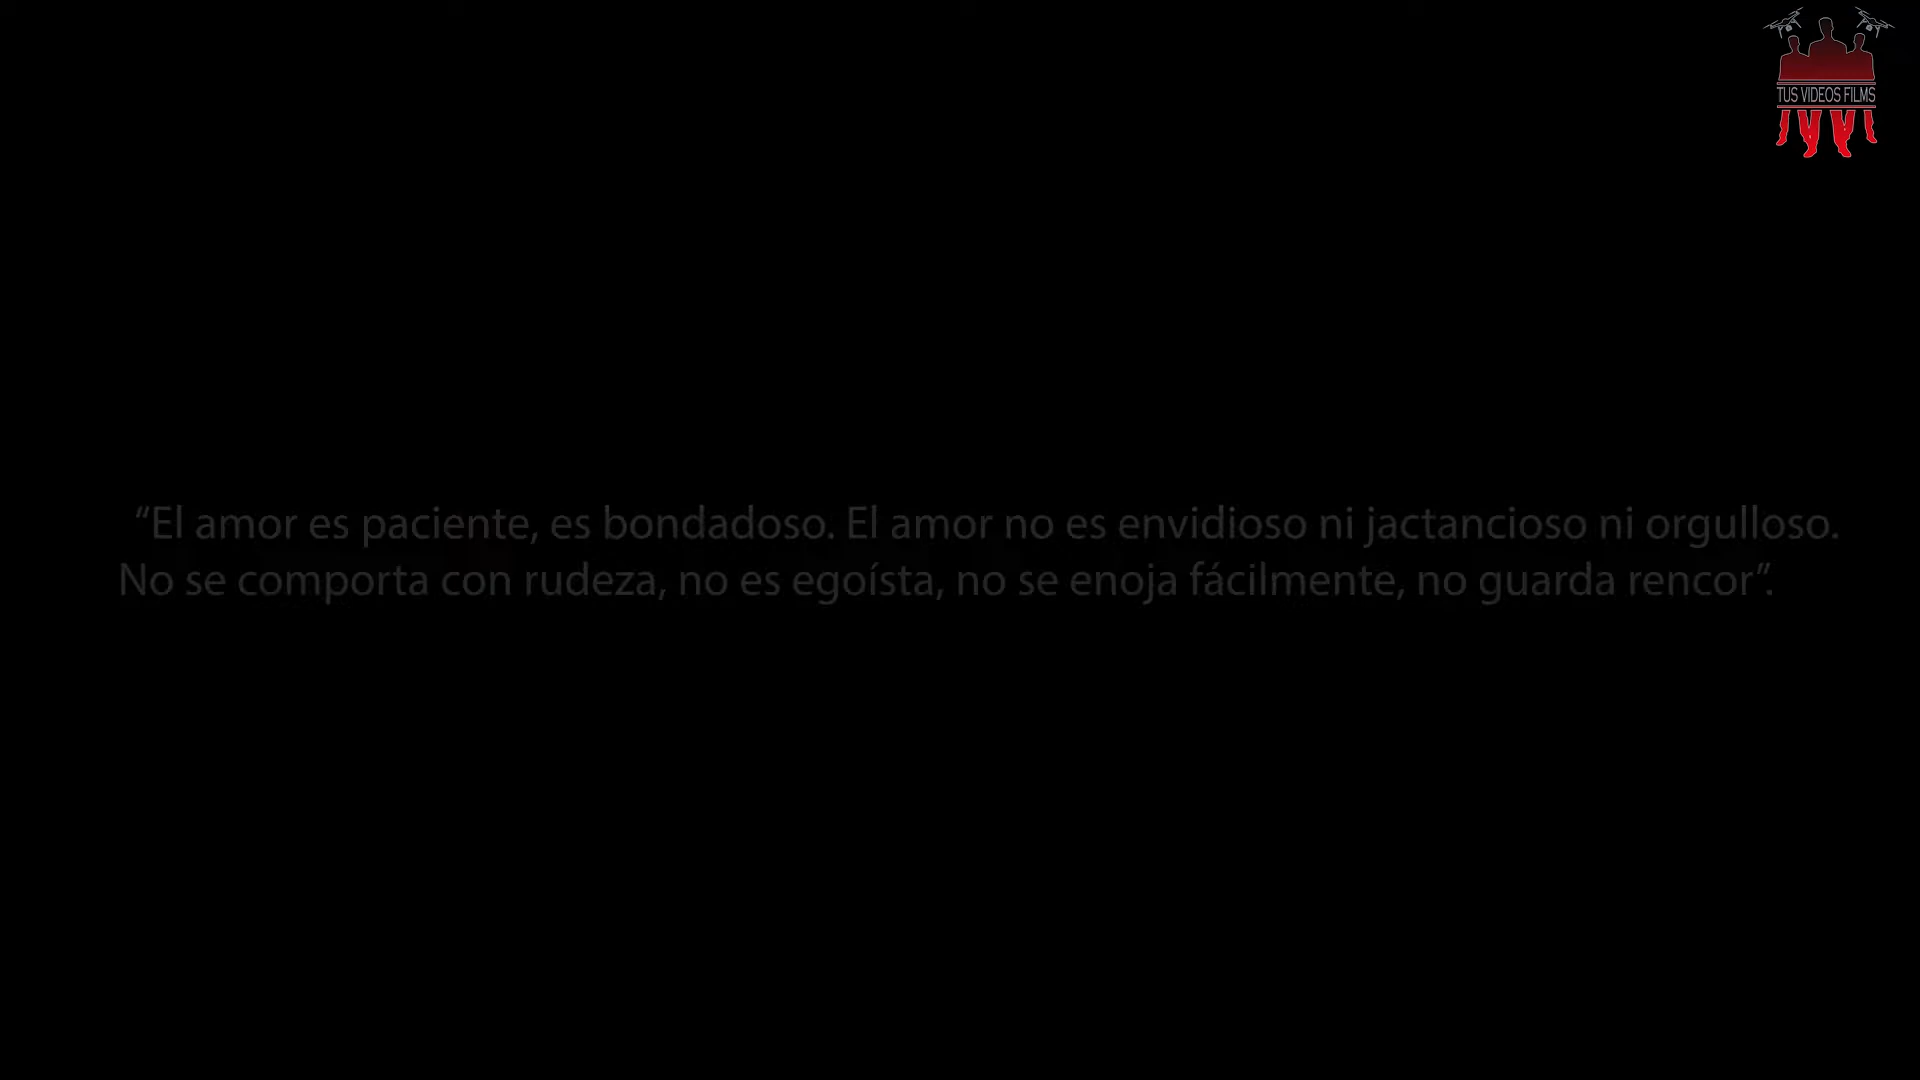 TUS VIDEOS FILMS
“El amor es paciente, es bondadoso. El amor no es envidioso ni jactancioso ni orgulloso.
No se comporta con rudeza, no es egoísta, no se enoja fácilmente, no guarda rencor”.